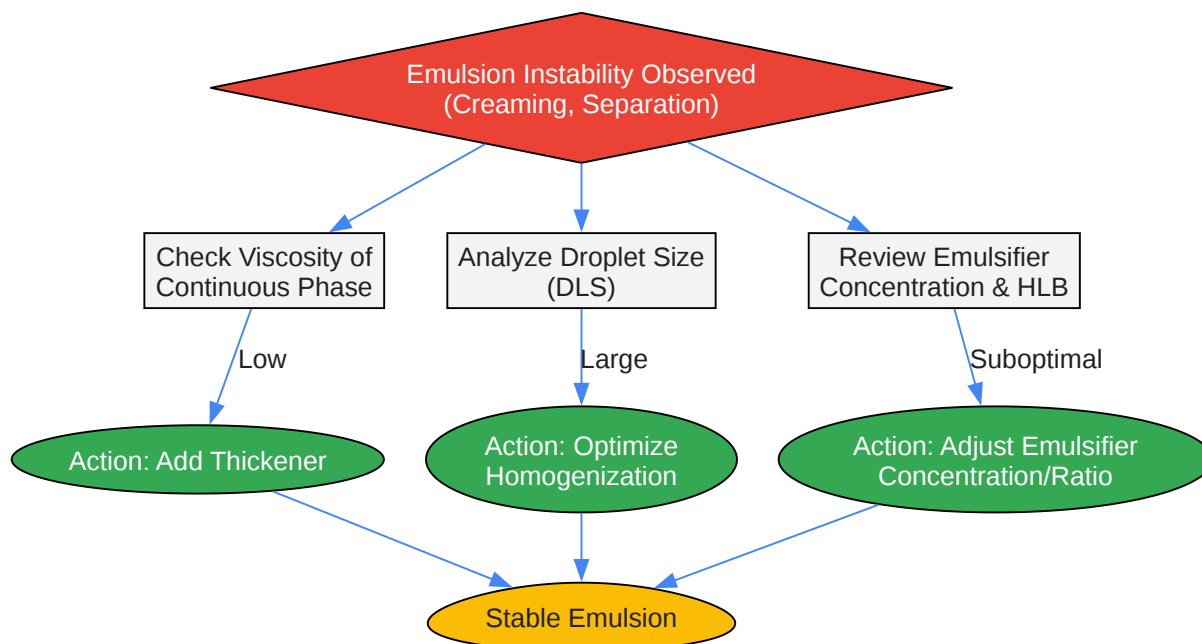 Emulsion Instability Observed
(Creaming, Separation)
Check Viscosity of
Continuous Phase
Analyze Droplet Size
(DLS)
Review Emulsifier
Concentration & HLB
Low
Large
Suboptimal
Action: Add Thickener
Action: Optimize
Homogenization
Action: Adjust Emulsifier
Concentration/Ratio
Stable Emulsion